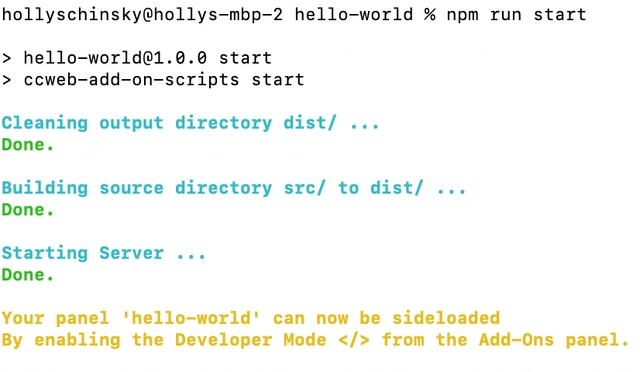 hollyschinsky@hollys-mbp-2 hello-world % npm run start
> hello-world@1.0.0 start
> ccweb-add-on-scripts start
Cleaning output directory dist/ ...
Done.
Building source directory src/ to dist/ ...
Done.
Starting Server ...
Done.
Your panel 'hello-world' can now be sideloaded
By enabling the Developer Mode </> from the Add-Ons panel.